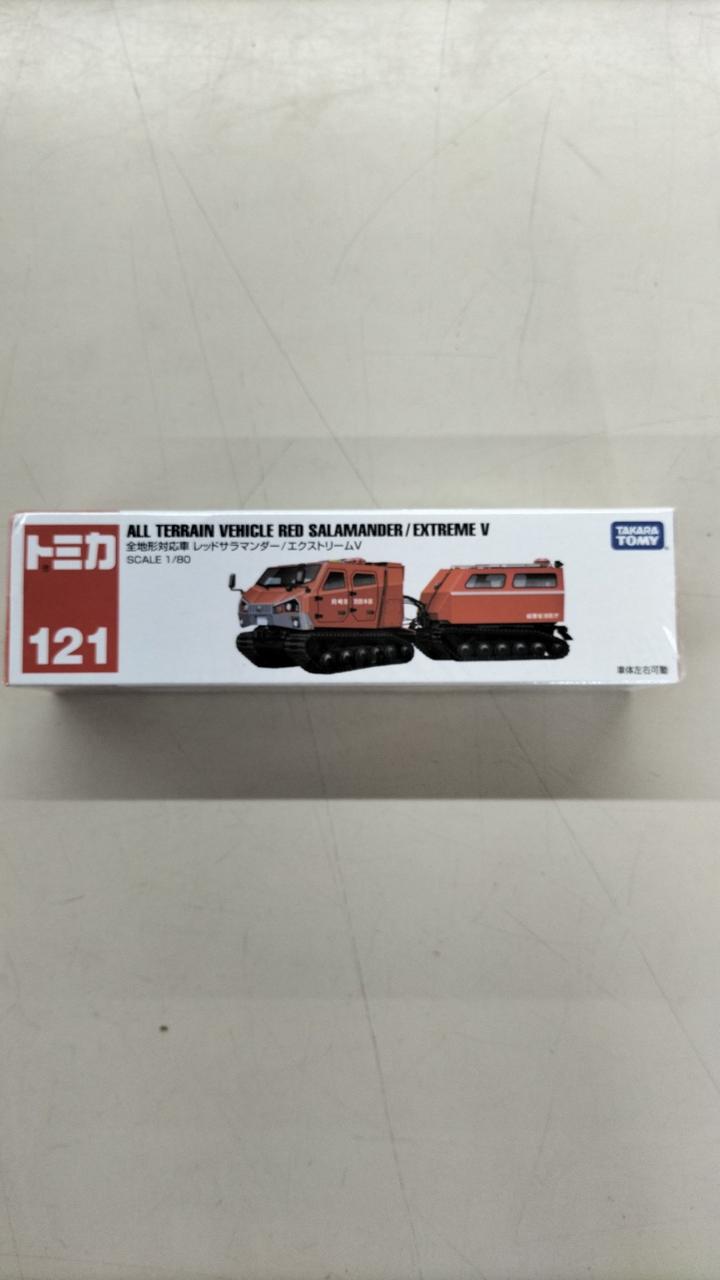 トミカ
121
ALL TERRAIN VEHICLE RED SALAMANDER/EXTREME V
全地形対応車 レッドサラマンダー/エクストリームV
SCALE 1/80
TAKARA
TOMY
車体左右可動